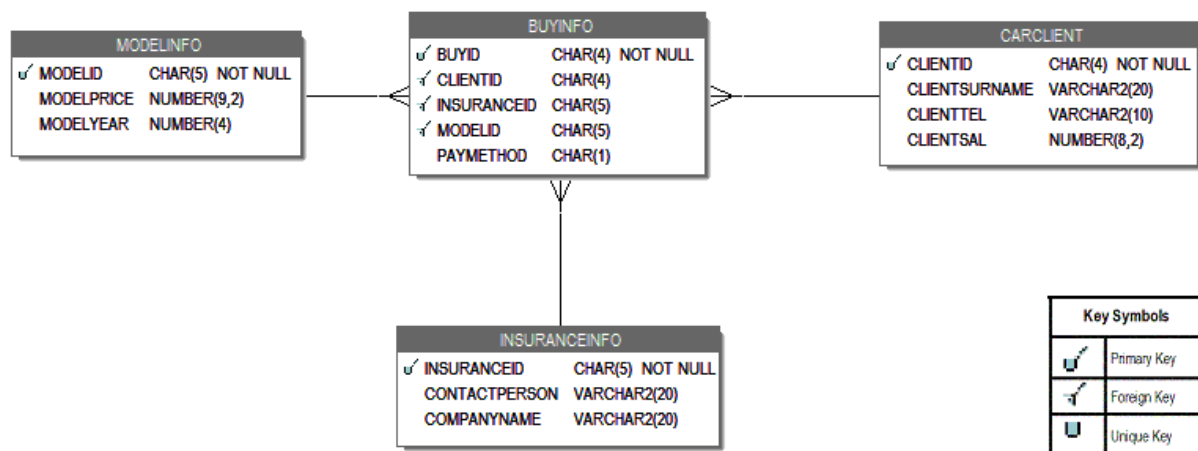 MODELINFO
MODELID CHAR(5) NOT NULL
MODELPRICE NUMBER(9,2)
MODELYEAR NUMBER(4)
BUYINFO
BUYID CHAR(4) NOT NULL
CLIENTID CHAR(4)
INSURANCEID CHAR(5)
MODELID CHAR(5)
PAYMETHOD CHAR(1)
CARCLIENT
CLIENTID CHAR(4) NOT NULL
CLIENTSURNAME VARCHAR2(20)
CLIENTTEL VARCHAR2(10)
CLIENTSAL NUMBER(8,2)
INSURANCEINFO
INSURANCEID CHAR(5) NOT NULL
CONTACTPERSON VARCHAR2(20)
COMPANYNAME VARCHAR2(20)
Key Symbols
Primary Key
Foreign Key
Unique Key